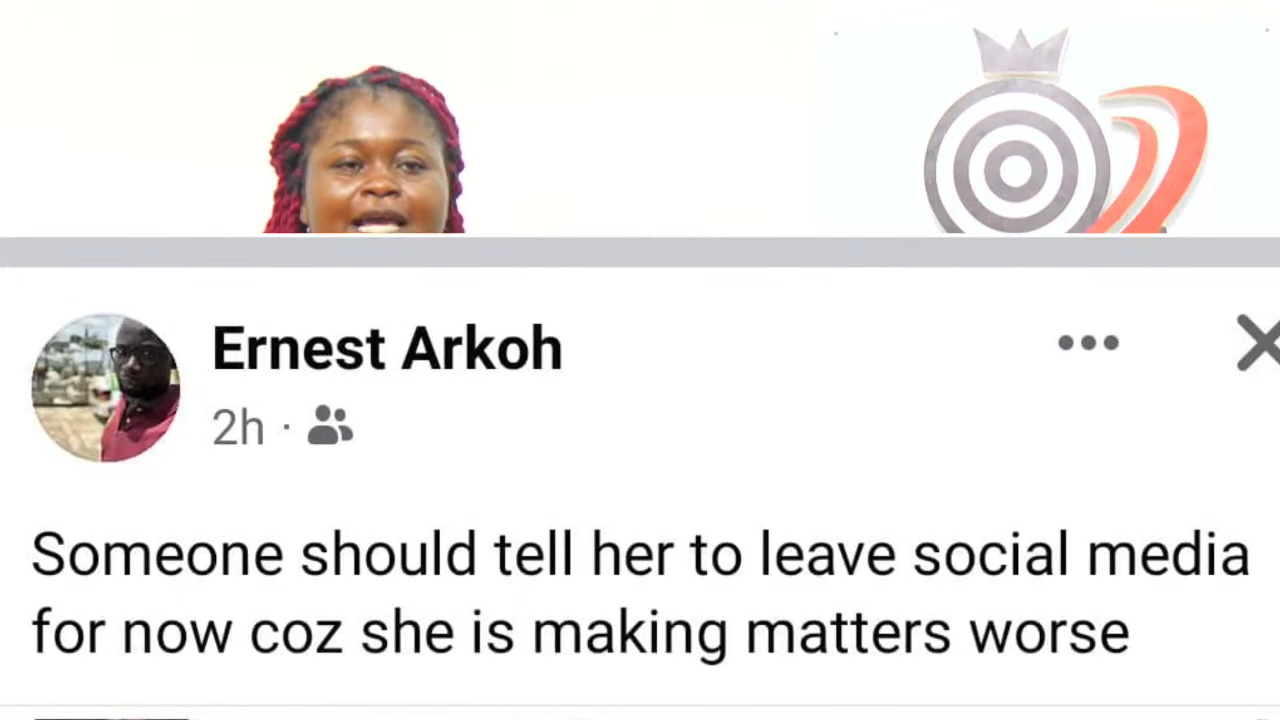 Ernest Arkoh
2h ·
Someone should tell her to leave social media
for now coz she is making matters worse